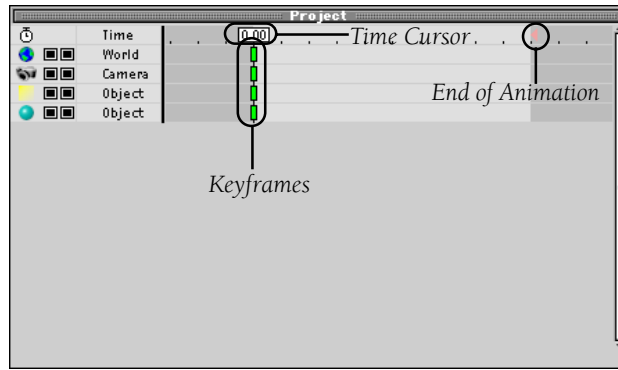 Project
Time
0.00
Time Cursor
World
Camera
Object
End of Animation
Object
Keyframes